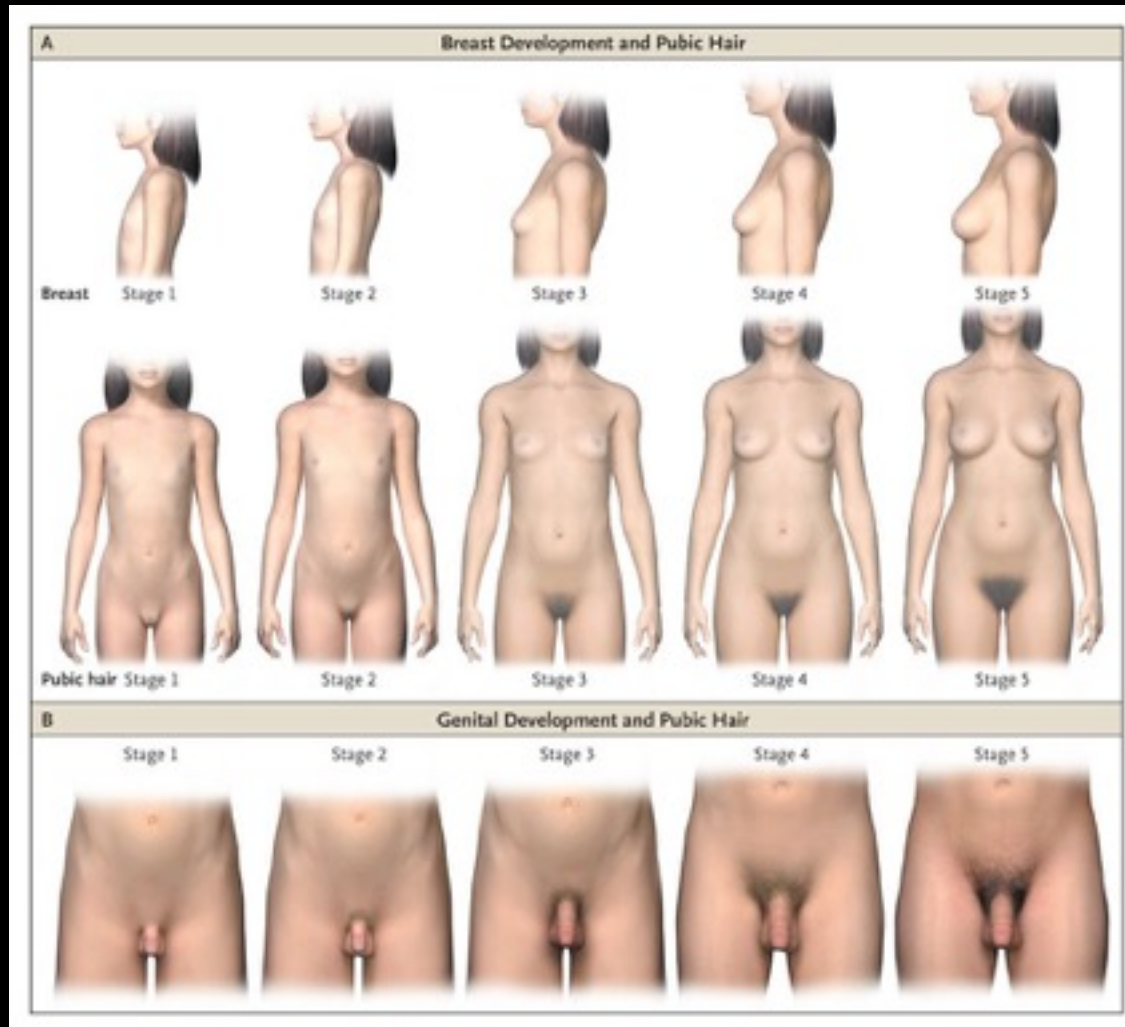 A Breast Development and Pubic Hair
Breast Stage 1 Stage 2 Stage 3 Stage 4 Stage 5
Pubic hair Stage 1 Stage 2 Stage 3 Stage 4 Stage 5
B Genital Development and Pubic Hair
Stage 1 Stage 2 Stage 3 Stage 4 Stage 5